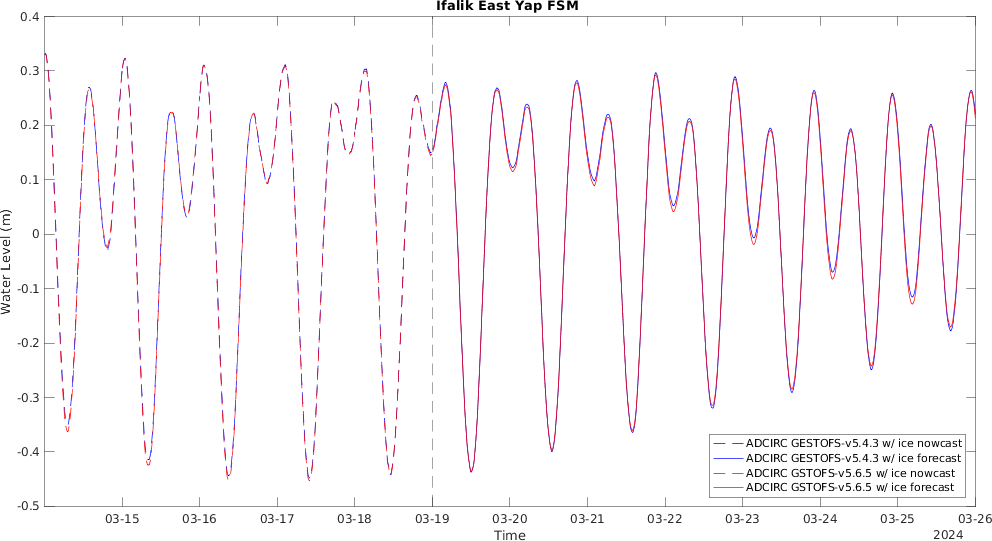 Ifalik East Yap FSM
0.4
0.3
0.2
0.1
0
-0.1
-0.2
-0.3
-0.4
-0.5
Water Level (m)
ADCIRC GESTOFS-v5.4.3 w/ ice nowcast
ADCIRC GESTOFS-v5.4.3 w/ ice forecast
ADCIRC GSTOFS-v5.6.5 w/ ice nowcast
ADCIRC GSTOFS-v5.6.5 w/ ice forecast
03-15 03-16 03-17 03-18 03-19 03-20 03-21 03-22 03-23 03-24 03-25 03-26
Time
2024